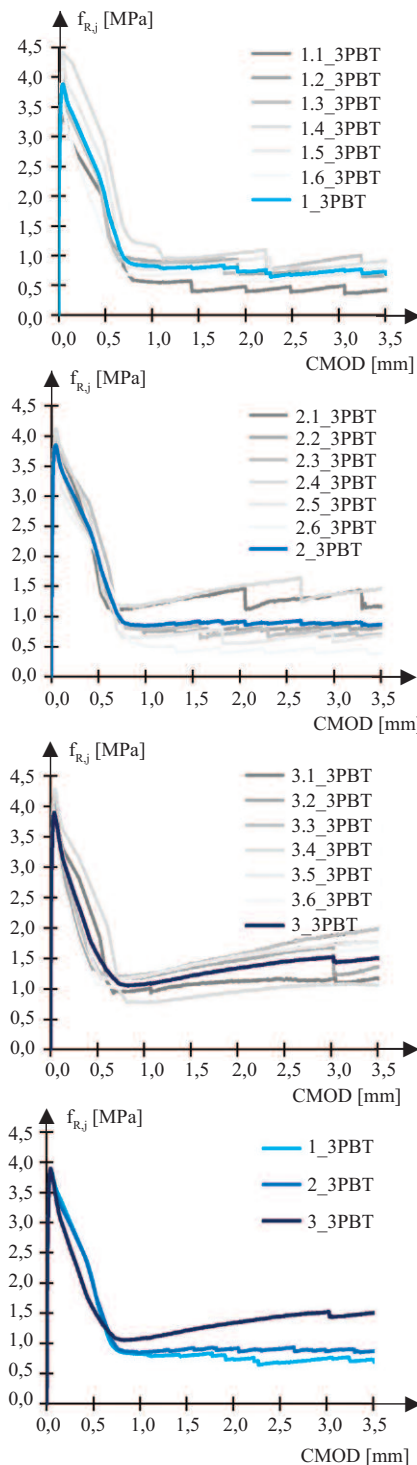 f_R,j [MPa]
4,5
4,0
3,5
3,0
2,5
2,0
1,5
1,0
0,5
0,0
1.1_3PBT
1.2_3PBT
1.3_3PBT
1.4_3PBT
1.5_3PBT
1.6_3PBT
1_3PBT
0,0 0,5 1,0 1,5 2,0 2,5 3,0 3,5
CMOD [mm]
f_R,j [MPa]
4,5
4,0
3,5
3,0
2,5
2,0
1,5
1,0
0,5
0,0
2.1_3PBT
2.2_3PBT
2.3_3PBT
2.4_3PBT
2.5_3PBT
2.6_3PBT
2_3PBT
0,0 0,5 1,0 1,5 2,0 2,5 3,0 3,5
CMOD [mm]
f_R,j [MPa]
4,5
4,0
3,5
3,0
2,5
2,0
1,5
1,0
0,5
0,0
3.1_3PBT
3.2_3PBT
3.3_3PBT
3.4_3PBT
3.5_3PBT
3.6_3PBT
3_3PBT
0,0 0,5 1,0 1,5 2,0 2,5 3,0 3,5
CMOD [mm]
f_R,j [MPa]
4,5
4,0
3,5
3,0
2,5
2,0
1,5
1,0
0,5
0,0
1_3PBT
2_3PBT
3_3PBT
0,0 0,5 1,0 1,5 2,0 2,5 3,0 3,5
CMOD [mm]